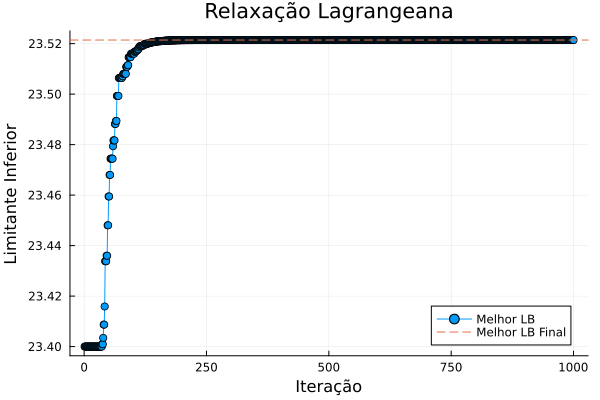 Relaxação Lagrangeana
Limitante Inferior
23.52
23.50
23.48
23.46
23.44
23.42
23.40
0
250
500
750
1000
Iteração
Melhor LB
Melhor LB Final